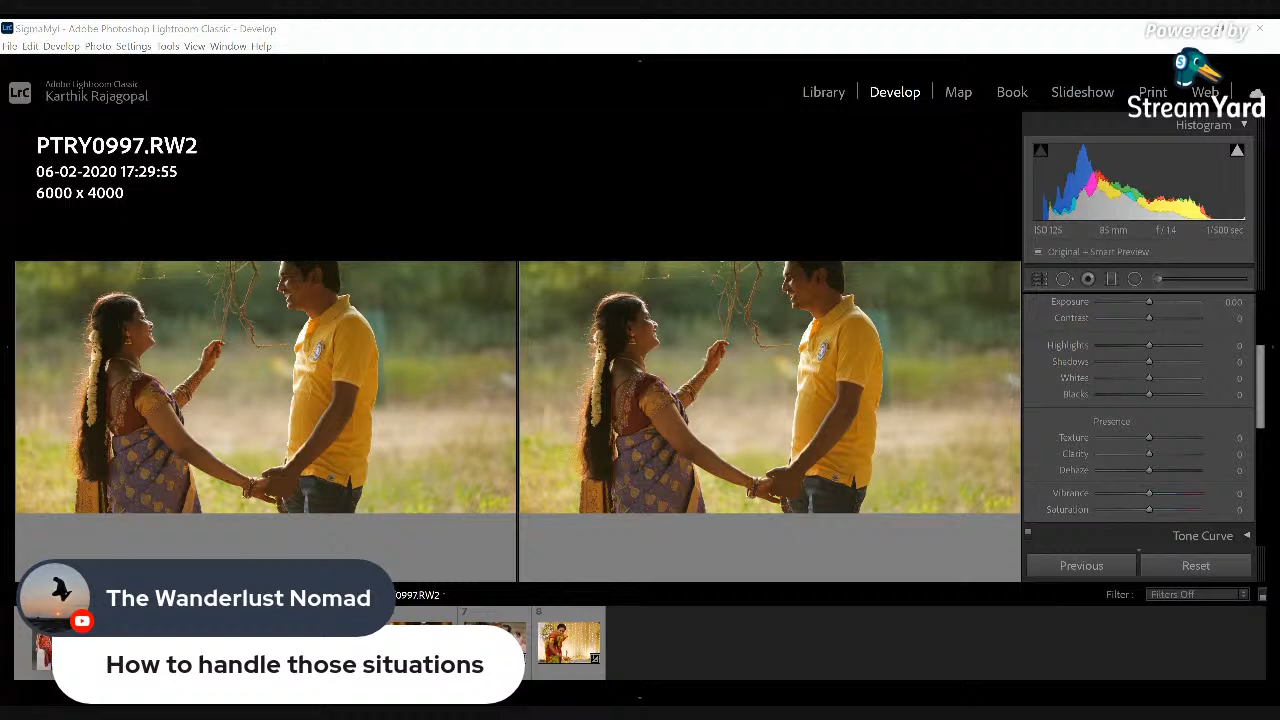 SigmaMyl - Adobe Photoshop Lightroom Classic - Develop
File Edit Develop Photo Settings Tools View Window Help
Powered by
StreamYard
LrC
Adobe Lightroom Classic
Karthik Rajagopal
Library Develop Map Book Slideshow Print Web
Histogram
PTRY0997.RW2
06-02-2020 17:29:55
6000 x 4000
ISO 125 85 mm f / 1.4 1/500 sec
Original + Smart Preview
Exposure 0.00
Contrast 0
Highlights 0
Shadows 0
Whites 0
Blacks 0
Presence
Texture 0
Clarity 0
Dehaze 0
Vibrance 0
Saturation 0
Tone Curve
Previous Reset
0997.RW2
Filter : Filters Off
7 8
The Wanderlust Nomad
How to handle those situations